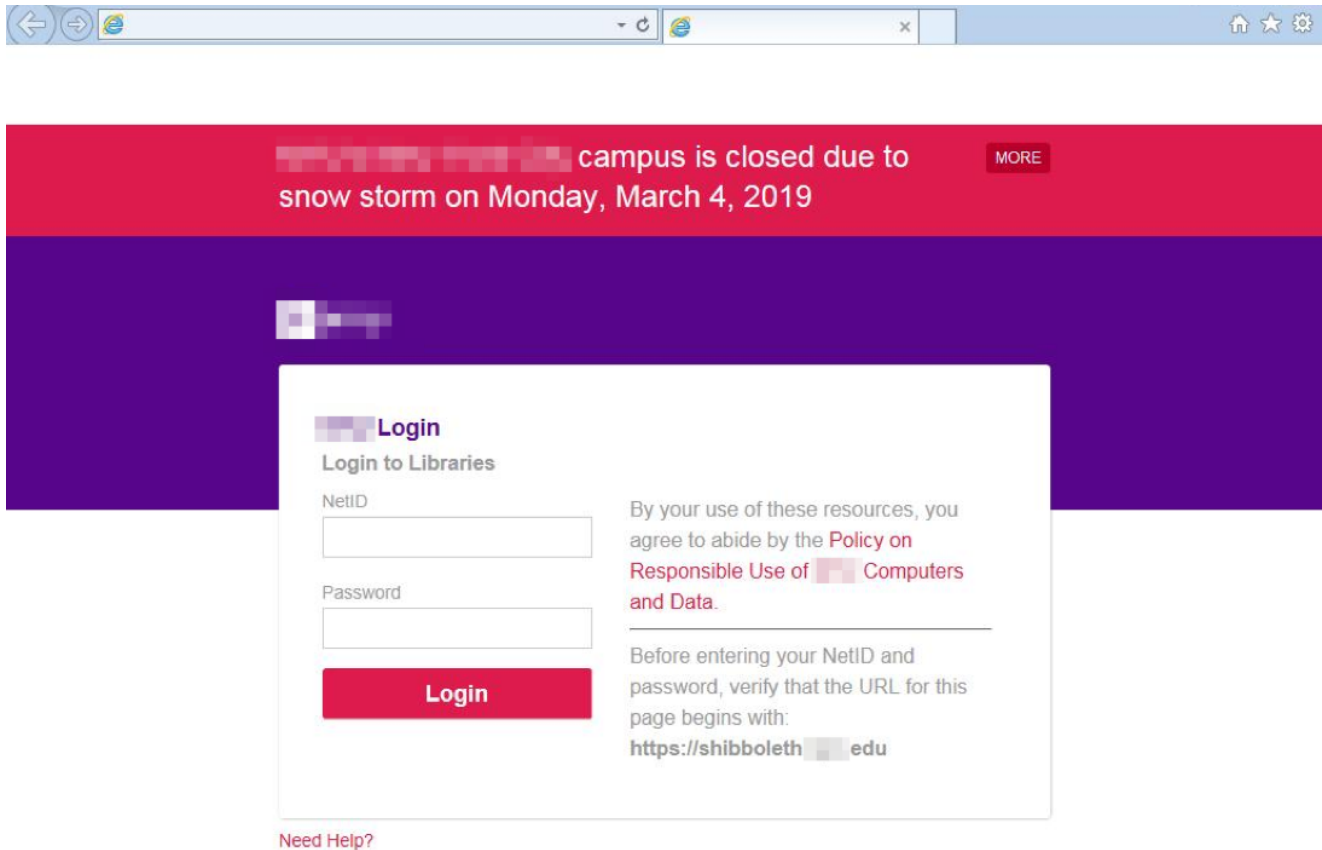 campus is closed due to
snow storm on Monday, March 4, 2019
MORE
Login
Login to Libraries
NetID
Password
Login
By your use of these resources, you
agree to abide by the Policy on
Responsible Use of Computers
and Data.
Before entering your NetID and
password, verify that the URL for this
page begins with:
https://shibboleth edu
Need Help?